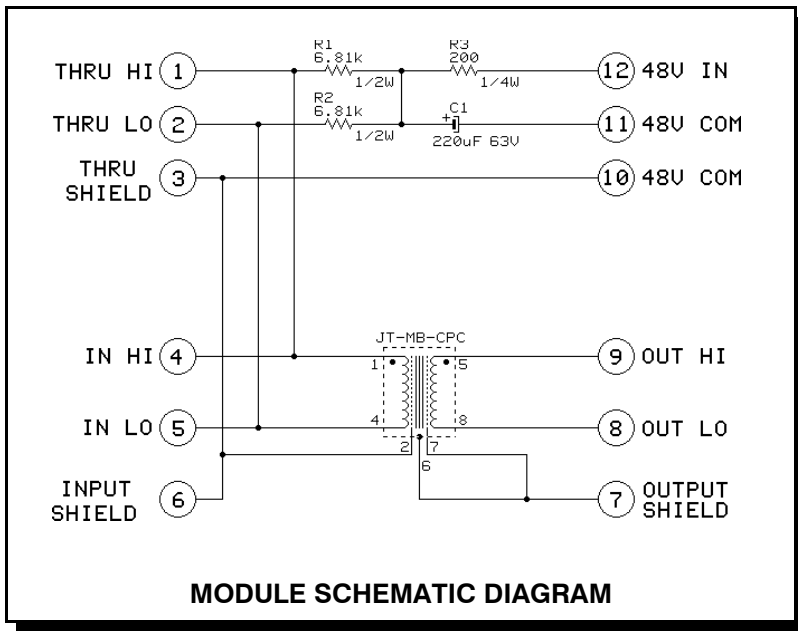 R1
R3
6.81k
200
THRU HI 1
12 48V IN
1/2W
1/4W
R2
6.81k
C1
THRU LO 2
+
11 48V COM
1/2W
220uF 63V
THRU
SHIELD
3
10 48V COM
JT-MB-CPC
IN HI 4
1
5
9 OUT HI
IN LO 5
4
8
8 OUT LO
2
7
6
INPUT
SHIELD
6
7
OUTPUT
SHIELD
MODULE SCHEMATIC DIAGRAM